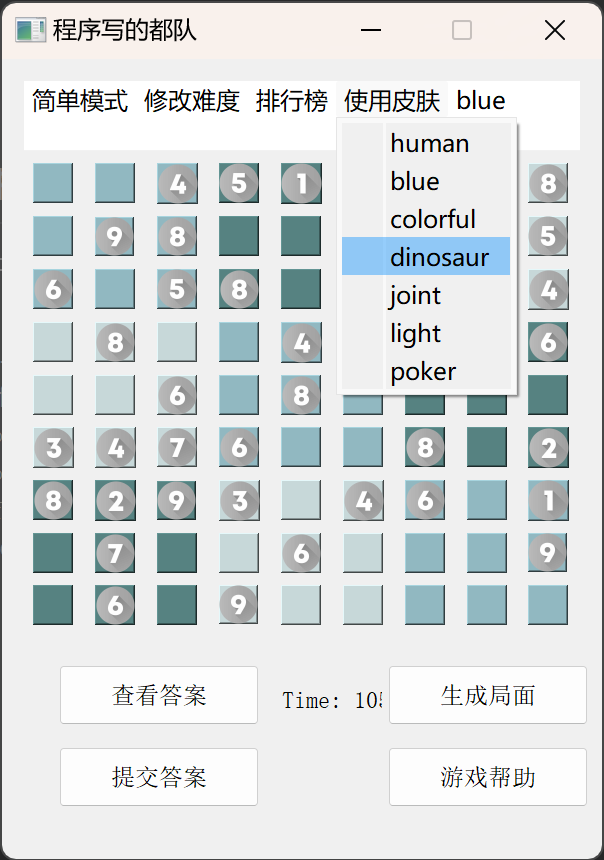 程序写的都队
简单模式 修改难度 排行榜 使用皮肤 blue
human
blue
colorful
dinosaur
joint
light
poker
4 5 1 8
9 8 5
6 5 8 4
8 4 6
6 8
3 4 7 6 8 2
8 2 9 3 4 6 1
7 6 9
6 9
查看答案 Time: 105 生成局面
提交答案 游戏帮助